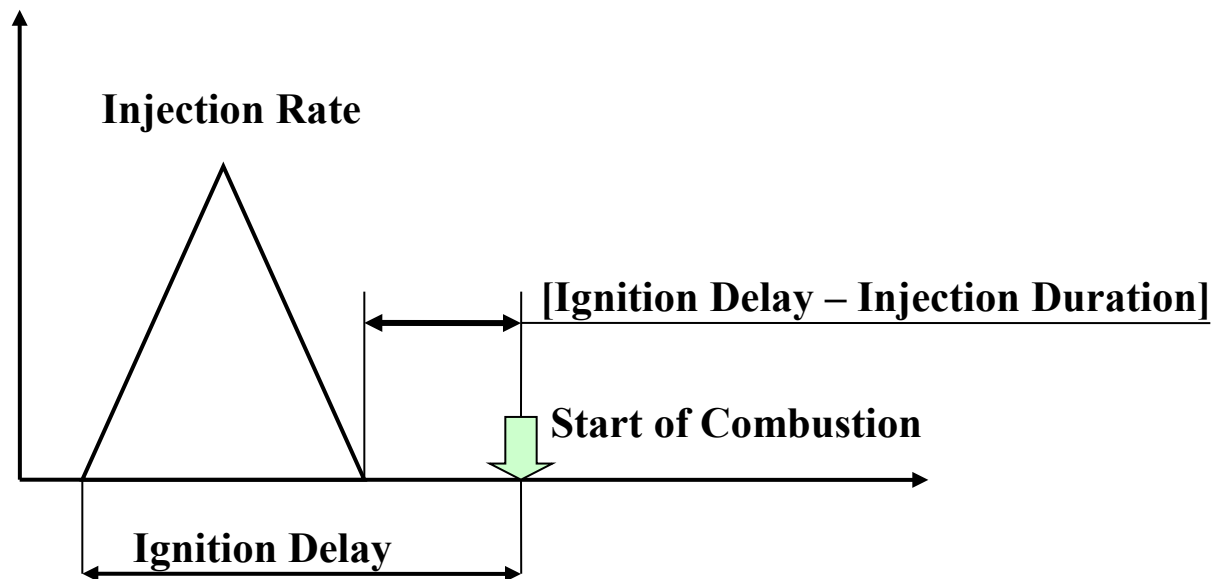 Injection Rate
[Ignition Delay – Injection Duration]
Start of Combustion
Ignition Delay